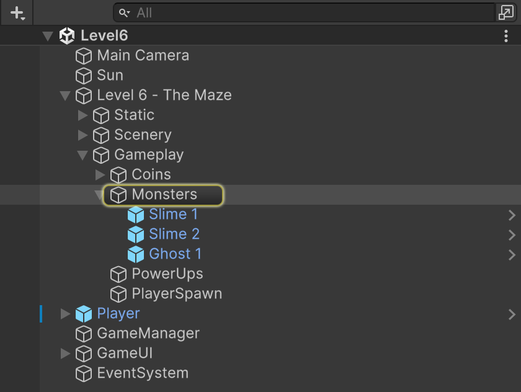 All
Level6
Main Camera
Sun
Level 6 - The Maze
Static
Scenery
Gameplay
Coins
Monsters
Slime 1
Slime 2
Ghost 1
PowerUps
PlayerSpawn
Player
GameManager
GameUI
EventSystem